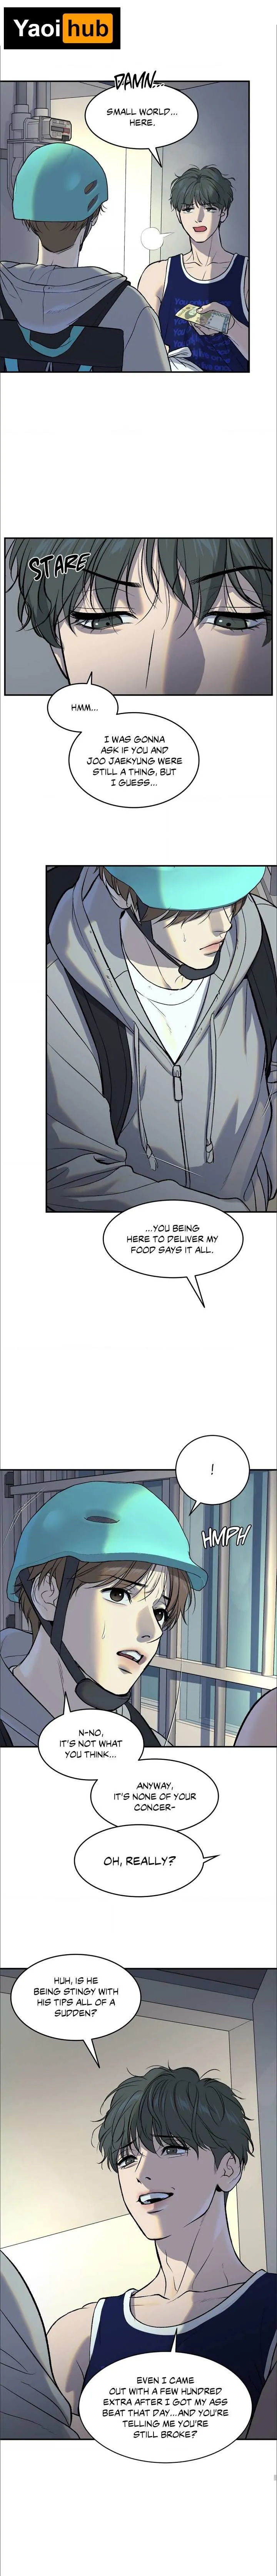 Yaoi hub
DAMN...
SMALL WORLD...
HERE.
STARE
HMM...
I WAS GONNA
ASK IF YOU AND
JOO JAEKYUNG WERE
STILL A THING, BUT
I GUESS...
...YOU BEING
HERE TO DELIVER MY
FOOD SAYS IT ALL.
!
HMPH
N-NO,
IT'S NOT WHAT
YOU THINK...
ANYWAY,
IT'S NONE OF YOUR
CONCER-
OH, REALLY?
HUH, IS HE
BEING STINGY WITH
HIS TIPS ALL OF A
SUDDEN?
EVEN I CAME
OUT WITH A FEW HUNDRED
EXTRA AFTER I GOT MY ASS
BEAT THAT DAY...AND YOU'RE
TELLING ME YOU'RE
STILL BROKE?